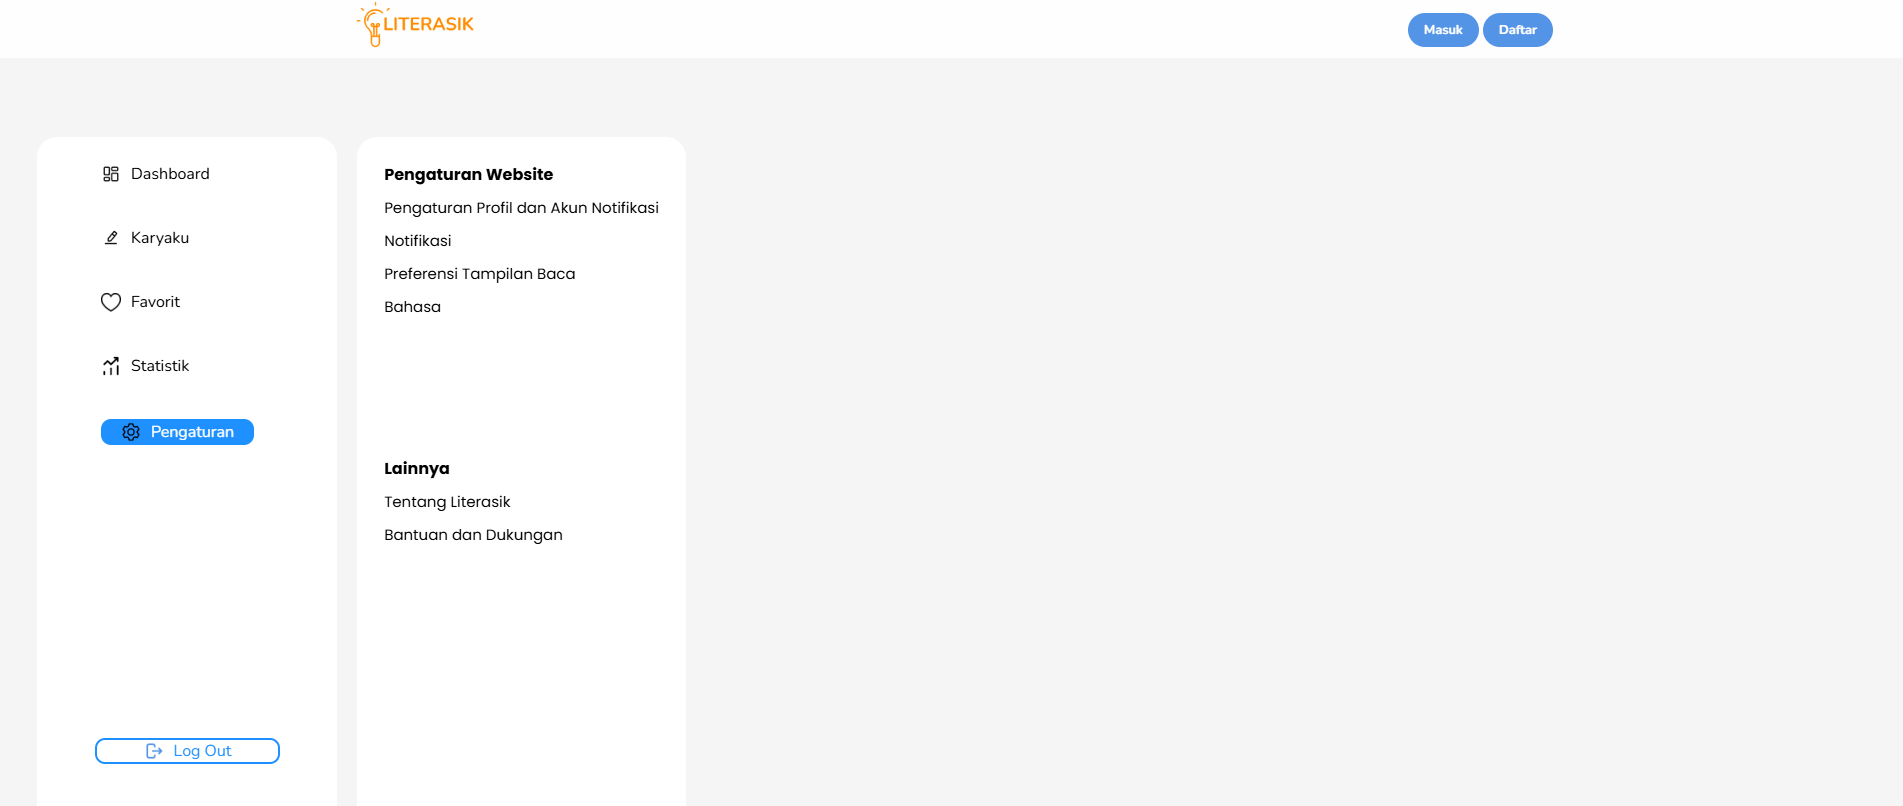 LITERASIK
Masuk
Daftar
Dashboard
Karyaku
Favorit
Statistik
Pengaturan
Log Out
Pengaturan Website
Pengaturan Profil dan Akun Notifikasi
Notifikasi
Preferensi Tampilan Baca
Bahasa
Lainnya
Tentang Literasik
Bantuan dan Dukungan